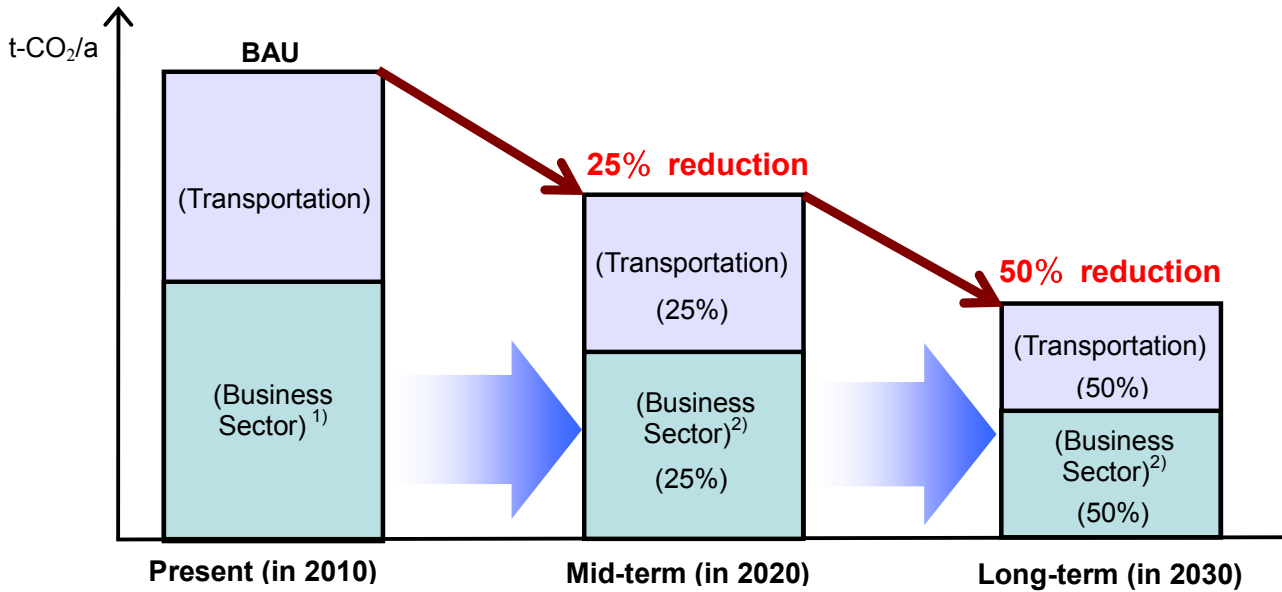 t-CO₂/a
BAU
(Transportation)
(Business
Sector) 1)
25% reduction
(Transportation)
(25%)
(Business
Sector)2)
(25%)
50% reduction
(Transportation)
(50%)
(Business
Sector)2)
(50%)
Present (in 2010)
Mid-term (in 2020)
Long-term (in 2030)